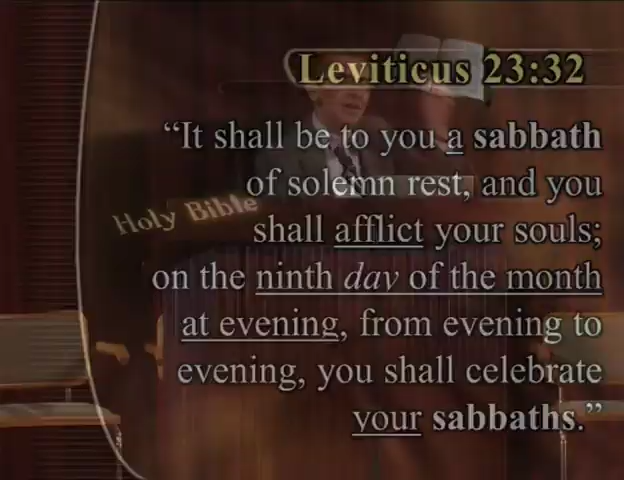 Leviticus 23:32
“It shall be to you a sabbath
of solemn rest, and you
shall afflict your souls;
Holy Bible
on the ninth day of the month
at evening, from evening to
evening, you shall celebrate
your sabbaths.”